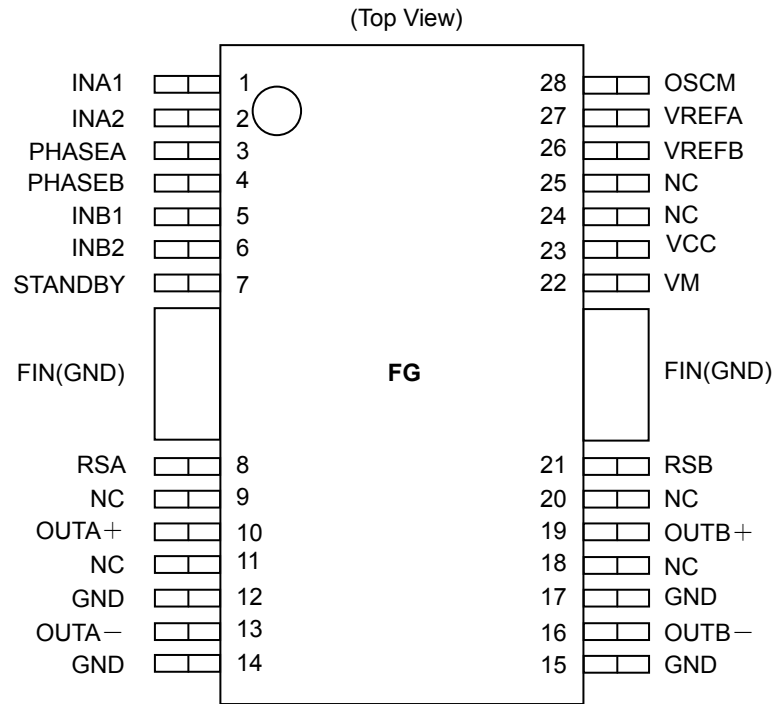 (Top View)
INA1 1 28 OSCM
INA2 2 27 VREFA
PHASEA 3 26 VREFB
PHASEB 4 25 NC
INB1 5 24 NC
INB2 6 23 VCC
STANDBY 7 22 VM
FIN(GND) FG FIN(GND)
RSA 8 21 RSB
NC 9 20 NC
OUTA+ 10 19 OUTB+
NC 11 18 NC
GND 12 17 GND
OUTA− 13 16 OUTB−
GND 14 15 GND